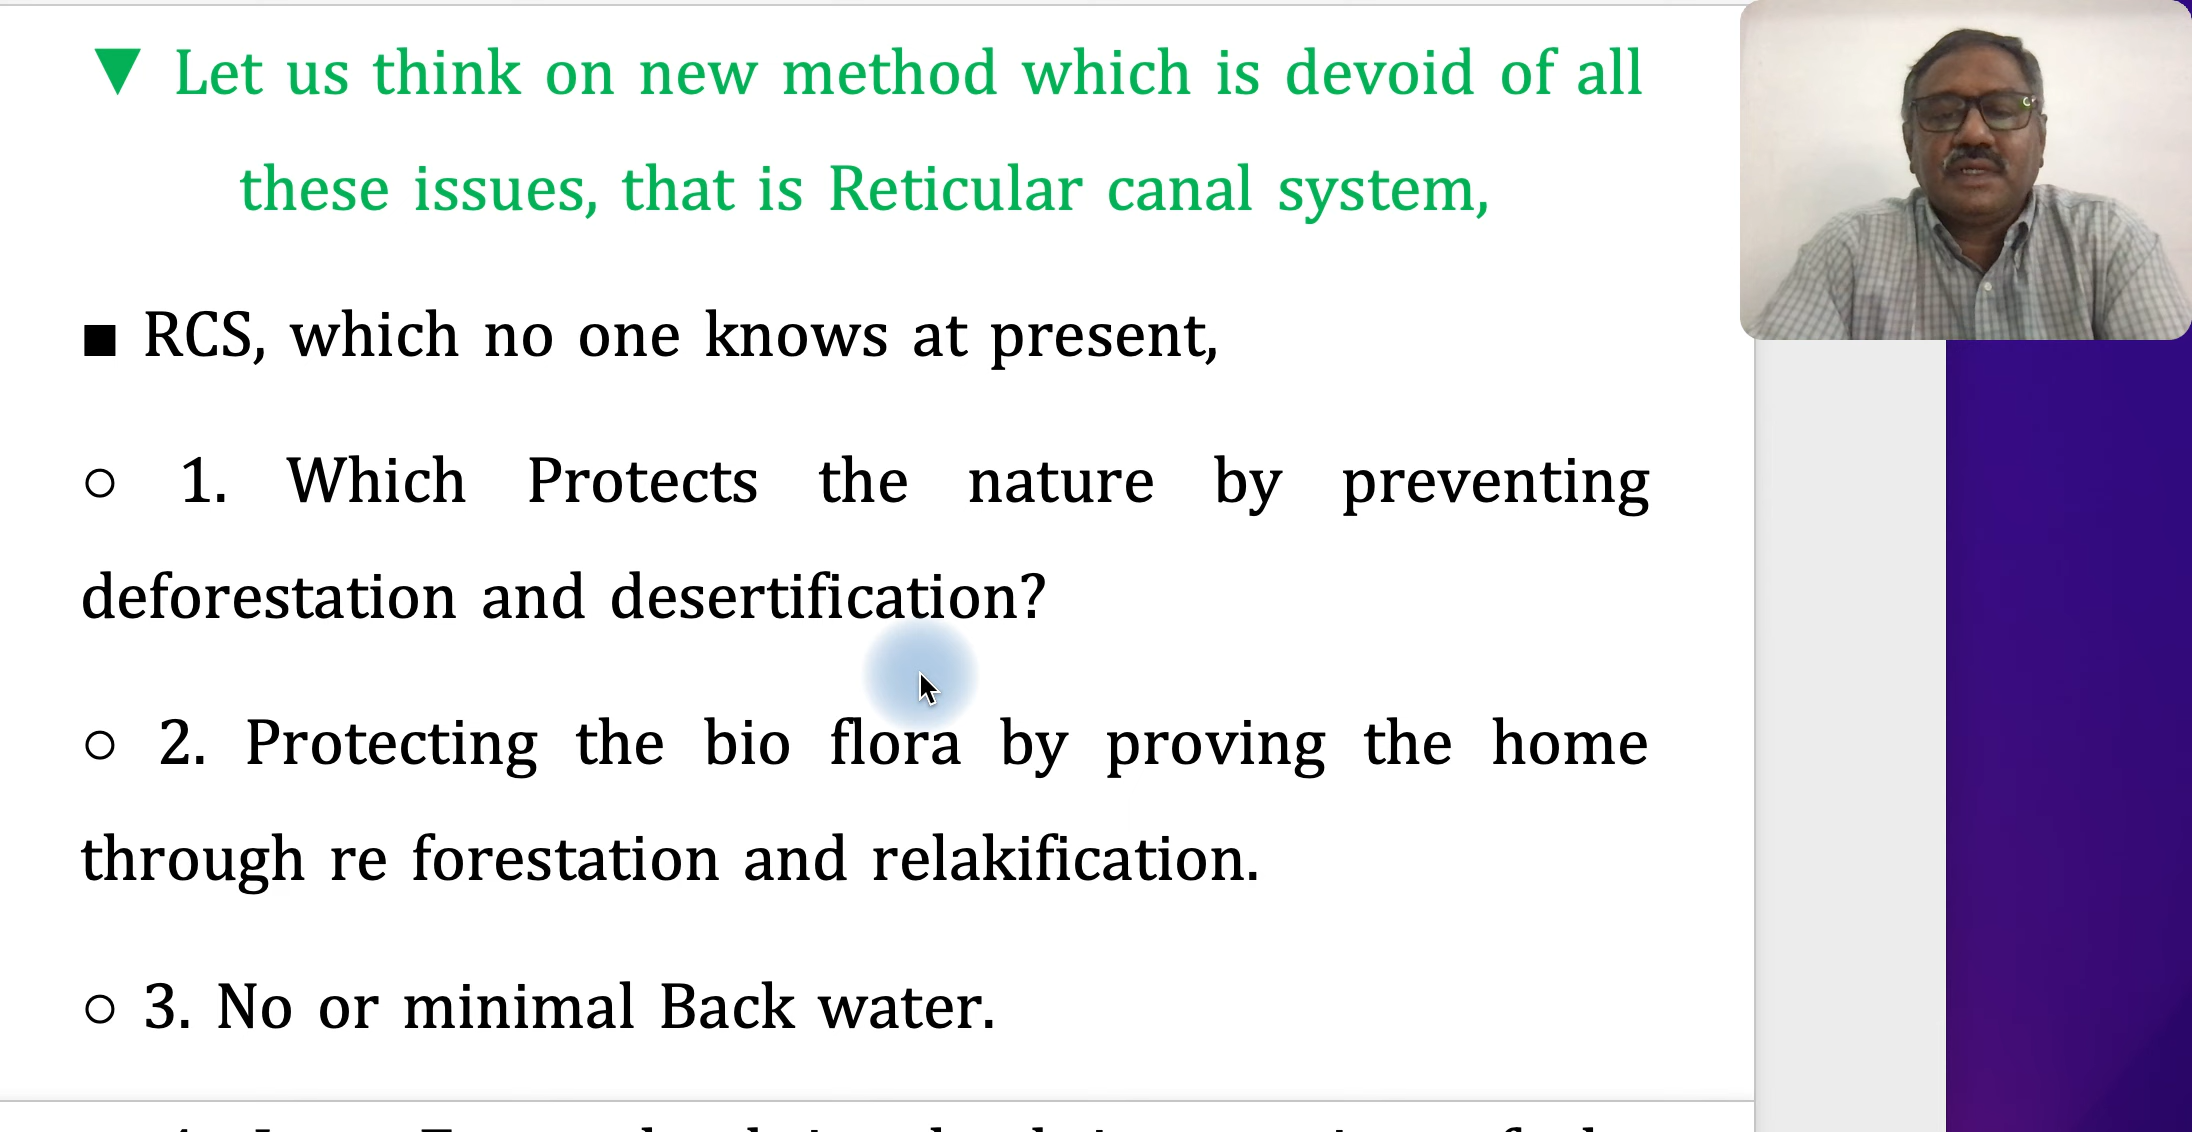 ▼ Let us think on new method which is devoid of all
these issues, that is Reticular canal system,
■ RCS, which no one knows at present,
○ 1. Which Protects the nature by preventing
deforestation and desertification?
○ 2. Protecting the bio flora by proving the home
through re forestation and relakification.
○ 3. No or minimal Back water.